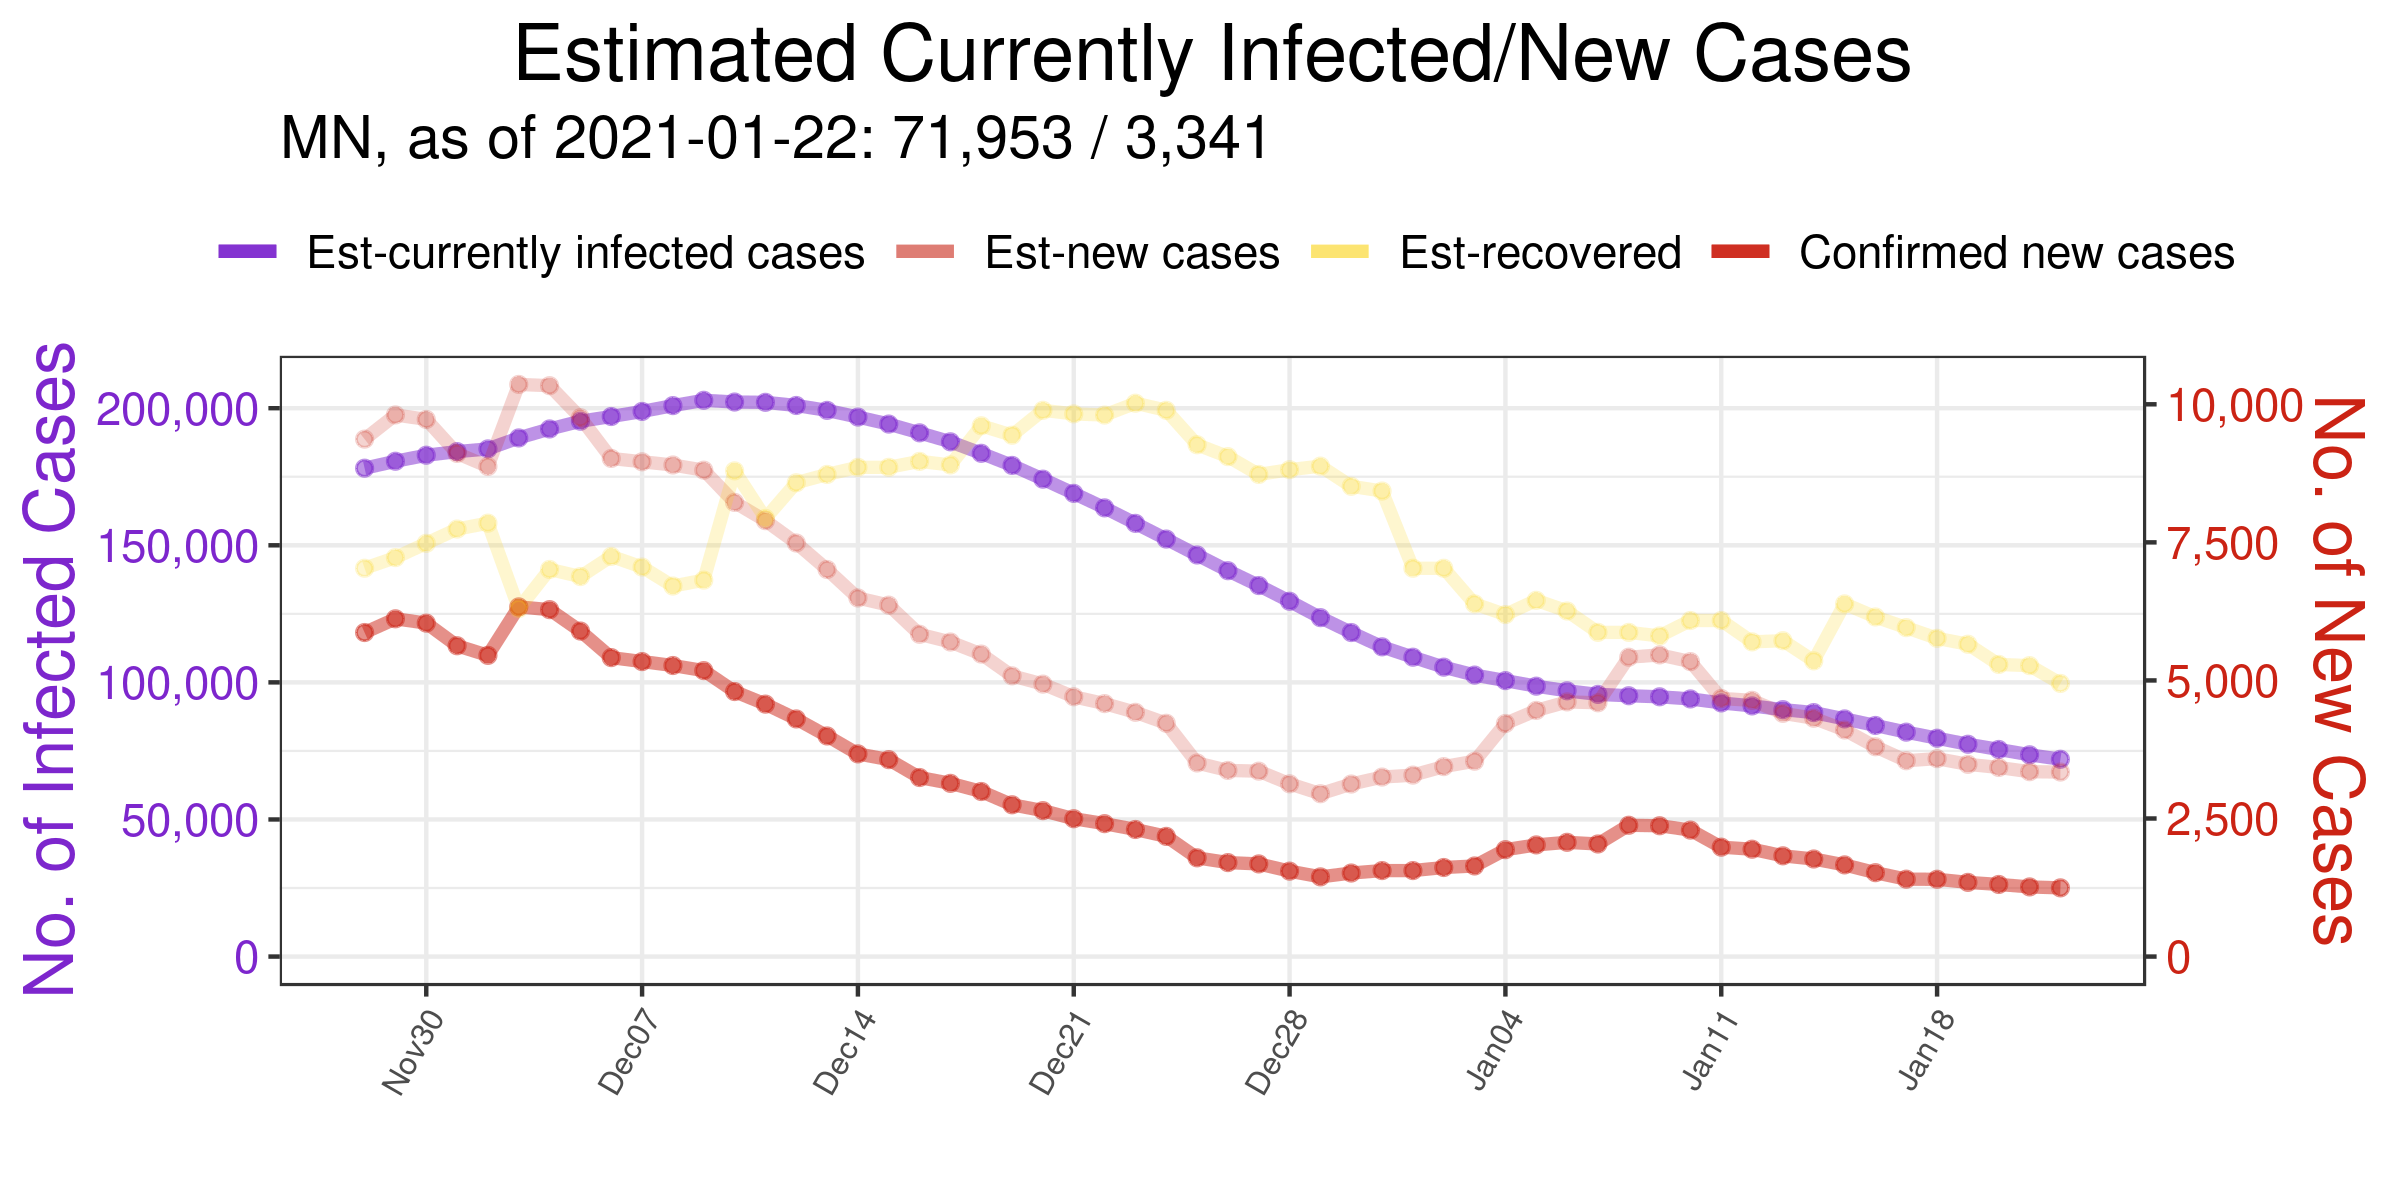 Estimated Currently Infected/New Cases
MN, as of 2021-01-22: 71,953 / 3,341
Est-currently infected cases
Est-new cases
Est-recovered
Confirmed new cases
No. of Infected Cases
200,000
150,000
100,000
50,000
0
10,000
7,500
5,000
2,500
0
No. of New Cases
Nov30
Dec07
Dec14
Dec21
Dec28
Jan04
Jan11
Jan18